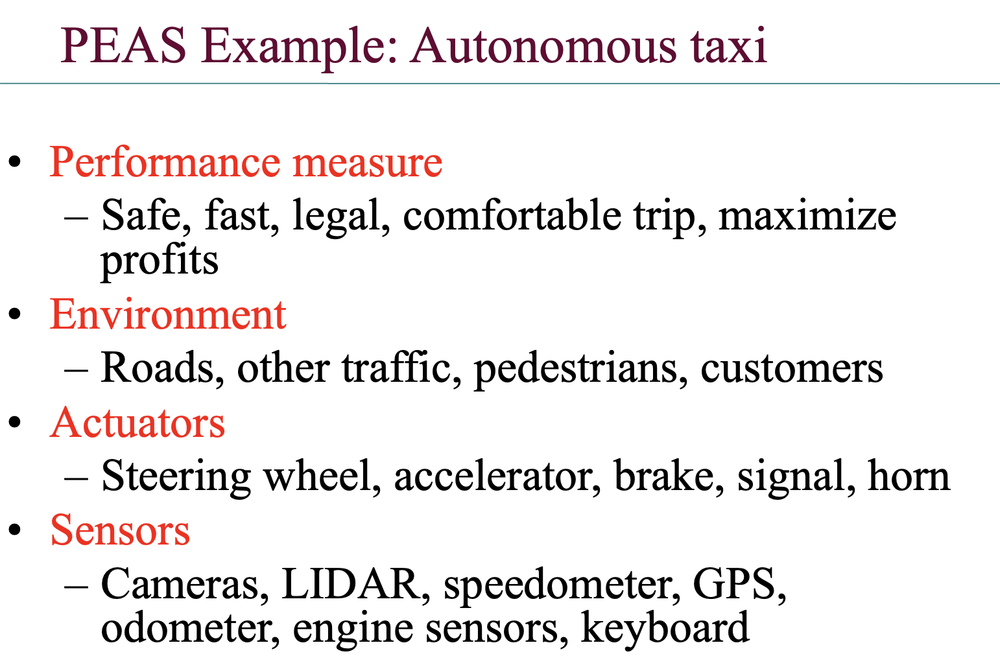 PEAS Example: Autonomous taxi
• Performance measure
– Safe, fast, legal, comfortable trip, maximize
profits
• Environment
– Roads, other traffic, pedestrians, customers
• Actuators
– Steering wheel, accelerator, brake, signal, horn
• Sensors
– Cameras, LIDAR, speedometer, GPS,
odometer, engine sensors, keyboard